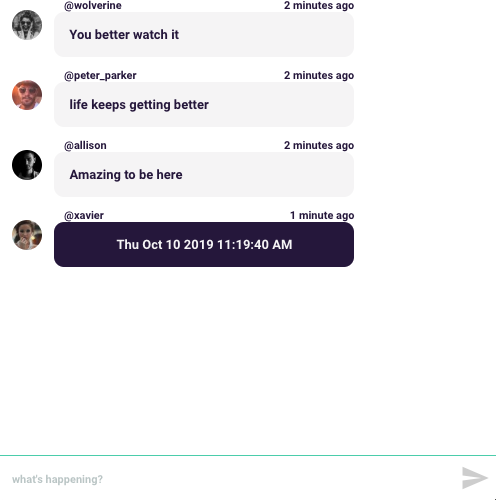 @wolverine 2 minutes ago
You better watch it
@peter_parker 2 minutes ago
life keeps getting better
@allison 2 minutes ago
Amazing to be here
@xavier 1 minute ago
Thu Oct 10 2019 11:19:40 AM
what's happening?